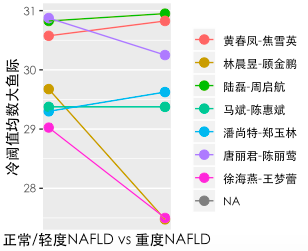 冷阈值均数大鱼际
31
30
29
28
正常/轻度NAFLD vs 重度NAFLD
黄春凤-焦雪英
林晨昱-顾金鹏
陆磊-周启航
马斌-陈惠斌
潘尚特-郑玉林
唐丽君-陈丽莺
徐海燕-王梦蕾
NA